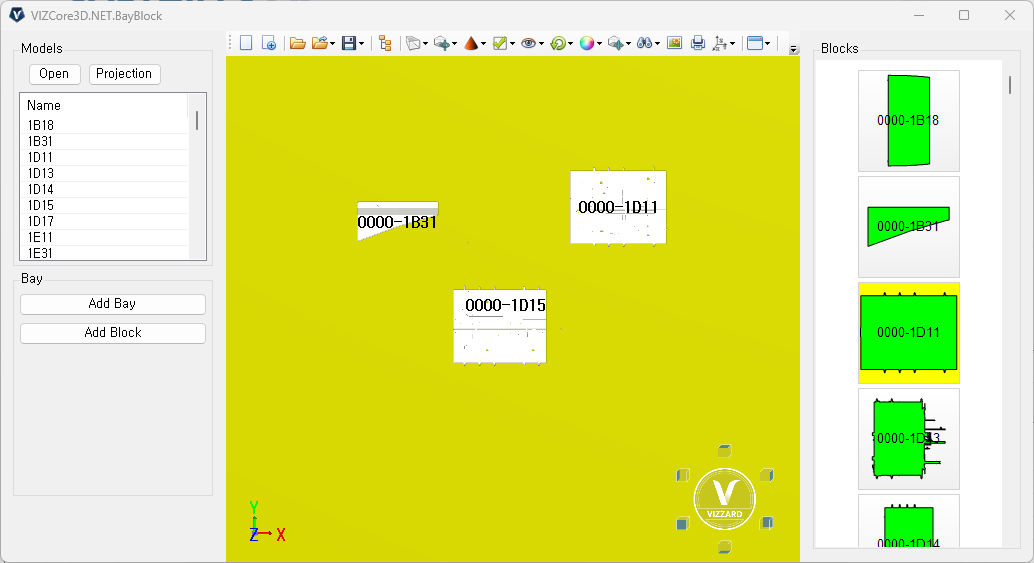 VIZCore3D.NET.BayBlock
Models
Open
Projection
Name
1B18
1B31
1D11
1D13
1D14
1D15
1D17
1E11
1E31
Bay
Add Bay
Add Block
0000-1B31
0000-1D11
0000-1D15
Y
Z
X
VIZZARD
Blocks
0000-1B18
0000-1B31
0000-1D11
0000-1D13
0000-1D14